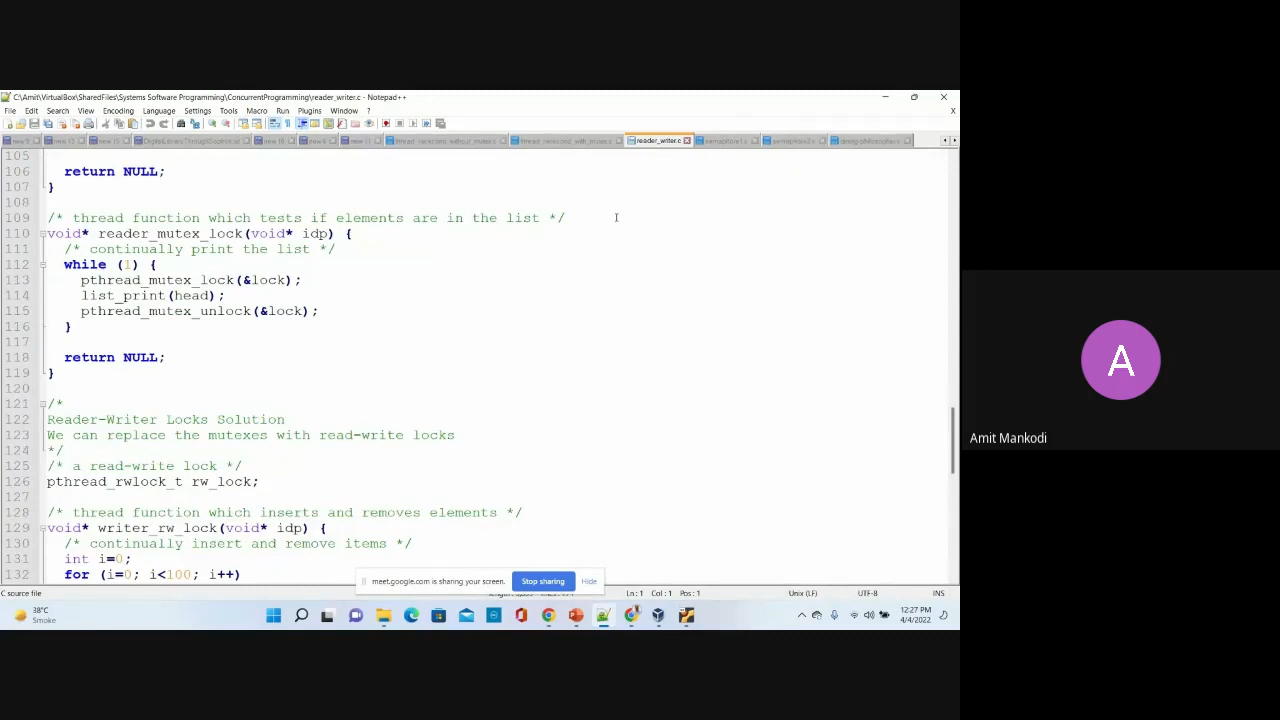 C:\Amit\VirtualBox\SharedFiles\Systems Software Programming\ConcurrentProgramming\reader_writer.c - Notepad++
File Edit Search View Encoding Language Settings Tools Macro Run Plugins Window ? X
reader_writer.c
105
106 return NULL;
107 }
108
109 /* thread function which tests if elements are in the list */
110 void* reader_mutex_lock(void* idp) {
111 /* continually print the list */
112 while (1) {
113 pthread_mutex_lock(&lock);
114 list_print(head);
115 pthread_mutex_unlock(&lock);
116 }
117
118 return NULL;
119 }
120
121 /*
122 Reader-Writer Locks Solution
123 We can replace the mutexes with read-write locks
124 */
125 /* a read-write lock */
126 pthread_rwlock_t rw_lock;
127
128 /* thread function which inserts and removes elements */
129 void* writer_rw_lock(void* idp) {
130 /* continually insert and remove items */
131 int i=0;
132 for (i=0; i<100; i++)
meet.google.com is sharing your screen. Stop sharing Hide
C source file Ln : 1 Col : 1 Pos : 1 Unix (LF) UTF-8 INS
38°C
Smoke
12:27 PM
4/4/2022
A
Amit Mankodi